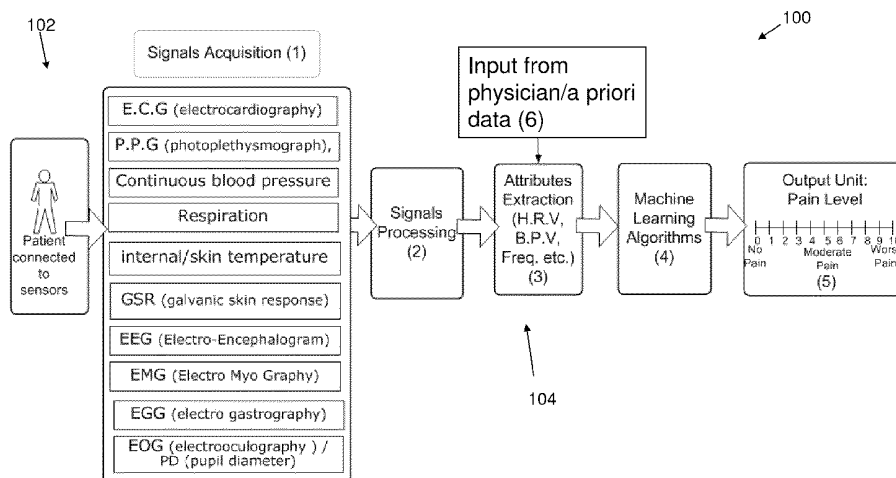 102
100
Signals Acquisition (1)
E.C.G (electrocardiography)
P.P.G (photoplethysmograph),
Continuous blood pressure
Respiration
internal/skin temperature
GSR (galvanic skin response)
EEG (Electro-Encephalogram)
EMG (Electro Myo Graphy)
EGG (electro gastrography)
EOG (electrooculography ) /
PD (pupil diameter)
Patient
connected
to
sensors
Signals
Processing
(2)
Input from
physician/a priori
data (6)
Attributes
Extraction
(H.R.V,
B.P.V,
Freq. etc.)
(3)
Machine
Learning
Algorithms
(4)
Output Unit:
Pain Level
0 1 2 3 4 5 6 7 8 9 10
No
Pain
Moderate
Pain
Worst
Pain
(5)
104